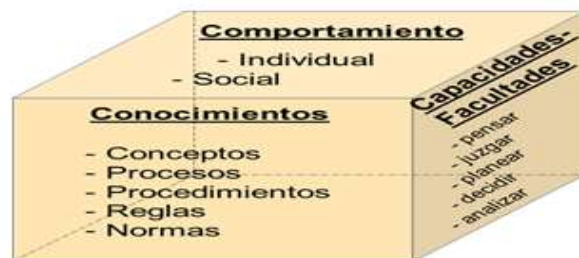 Comportamiento
- Individual
- Social
Conocimientos
- Conceptos
- Procesos
- Procedimientos
- Reglas
- Normas
Capacidades-
Facultades
- pensar
- juzgar
- planear
- decidir
- analizar